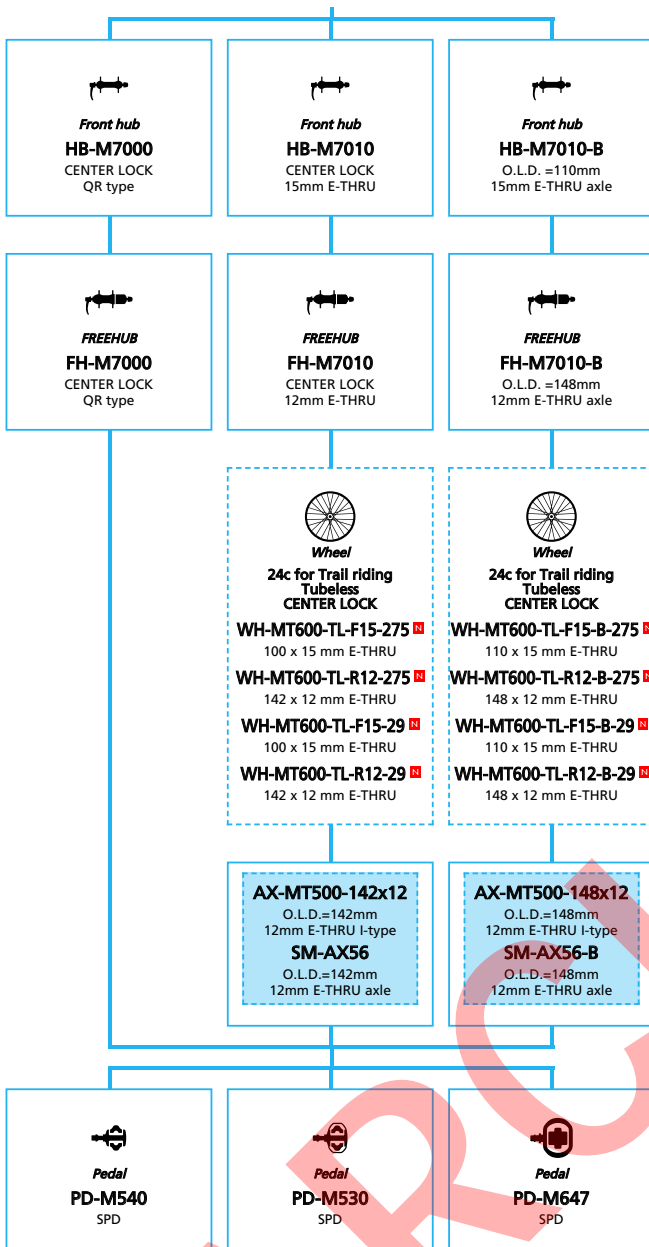 Front hub
HB-M7000
CENTER LOCK
QR type
Front hub
HB-M7010
CENTER LOCK
15mm E-THRU
Front hub
HB-M7010-B
O.L.D. =110mm
15mm E-THRU axle
FREEHUB
FH-M7000
CENTER LOCK
QR type
FREEHUB
FH-M7010
CENTER LOCK
12mm E-THRU
FREEHUB
FH-M7010-B
O.L.D. =148mm
12mm E-THRU axle
Wheel
24c for Trail riding
Tubeless
CENTER LOCK
WH-MT600-TL-F15-275 N
100 x 15 mm E-THRU
WH-MT600-TL-R12-275 N
142 x 12 mm E-THRU
WH-MT600-TL-F15-29 N
100 x 15 mm E-THRU
WH-MT600-TL-R12-29 N
142 x 12 mm E-THRU
Wheel
24c for Trail riding
Tubeless
CENTER LOCK
WH-MT600-TL-F15-B-275 N
110 x 15 mm E-THRU
WH-MT600-TL-R12-B-275 N
148 x 12 mm E-THRU
WH-MT600-TL-F15-B-29 N
110 x 15 mm E-THRU
WH-MT600-TL-R12-B-29 N
148 x 12 mm E-THRU
AX-MT500-142x12
O.L.D.=142mm
12mm E-THRU I-type
SM-AX56
O.L.D.=142mm
12mm E-THRU axle
AX-MT500-148x12
O.L.D.=148mm
12mm E-THRU I-type
SM-AX56-B
O.L.D.=148mm
12mm E-THRU axle
Pedal
PD-M540
SPD
Pedal
PD-M530
SPD
Pedal
PD-M647
SPD